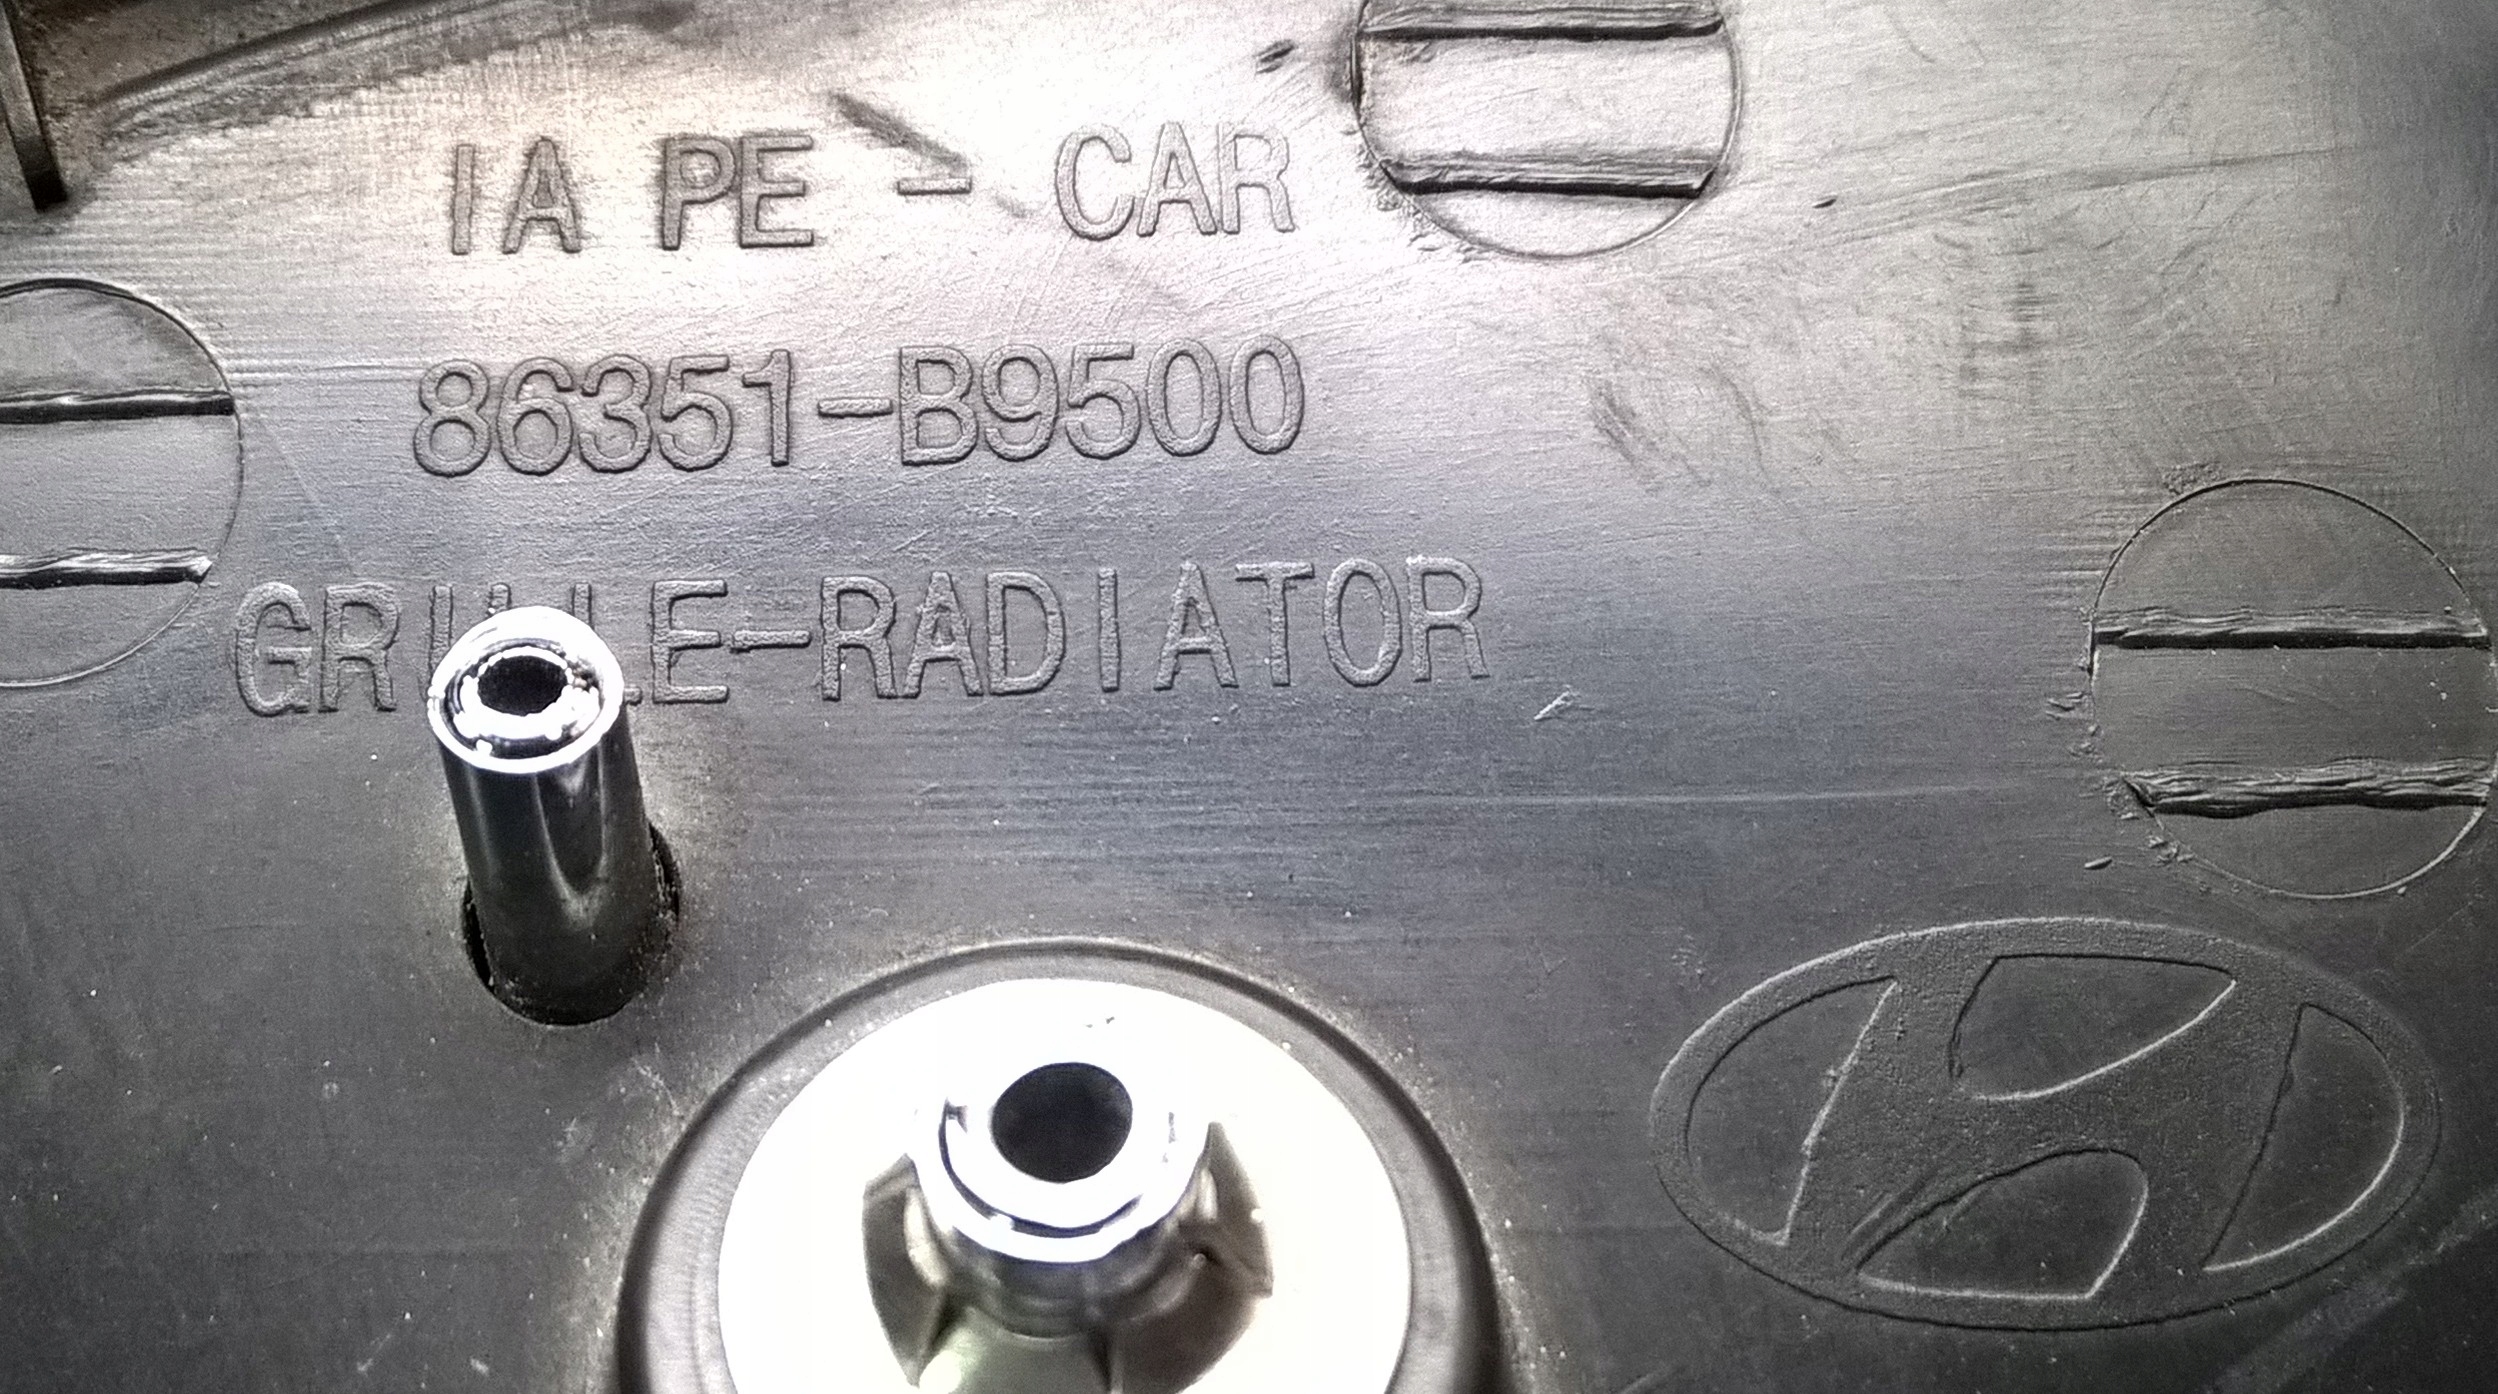 IA PE - CAR
86351-B9500
GRILLE-RADIATOR